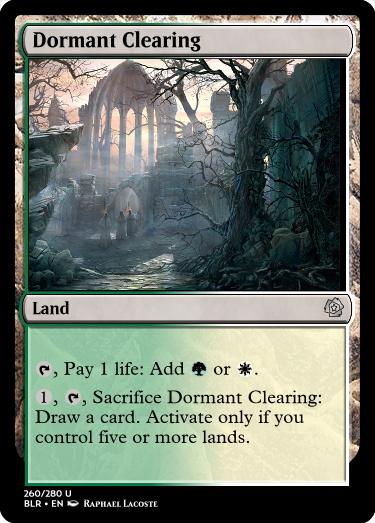 Dormant Clearing
Land
, Pay 1 life: Add or .
1, , Sacrifice Dormant Clearing:
Draw a card. Activate only if you
control five or more lands.
260/280 U
BLR • EN Raphael Lacoste